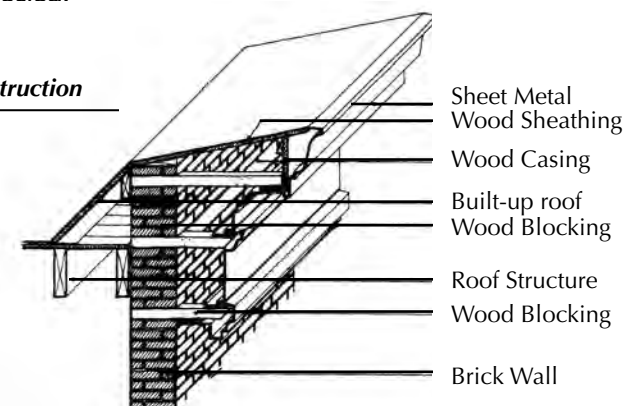 truction
Sheet Metal
Wood Sheathing
Wood Casing
Built-up roof
Wood Blocking
Roof Structure
Wood Blocking
Brick Wall